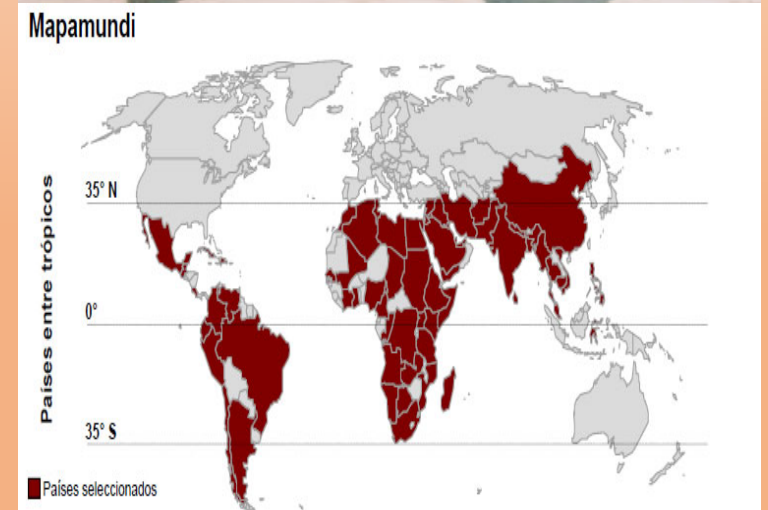 Mapamundi
35° N
Países entre trópicos
0°
35° S
Países seleccionados